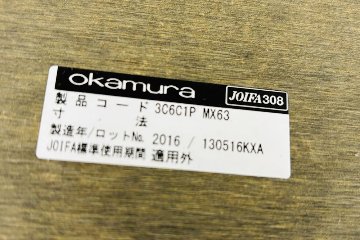 okamura JOIFA308
製品コード 3C6C1P MX63
寸法
製造年/ロットNo. 2016 / 130516KXA
JOIFA標準使用期間 適用外